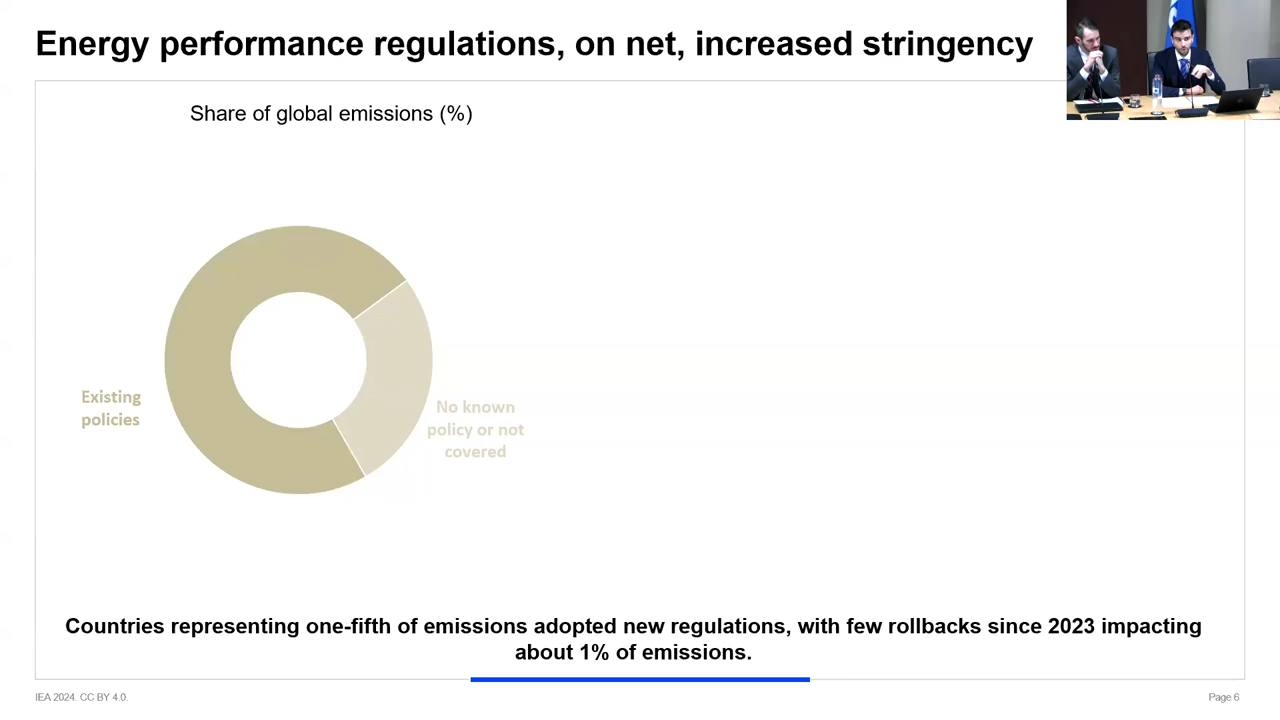 Energy performance regulations, on net, increased stringency
Share of global emissions (%)
Existing
policies
No known
policy or not
covered
Countries representing one-fifth of emissions adopted new regulations, with few rollbacks since 2023 impacting
about 1% of emissions.
IEA 2024. CC BY 4.0.
Page 6